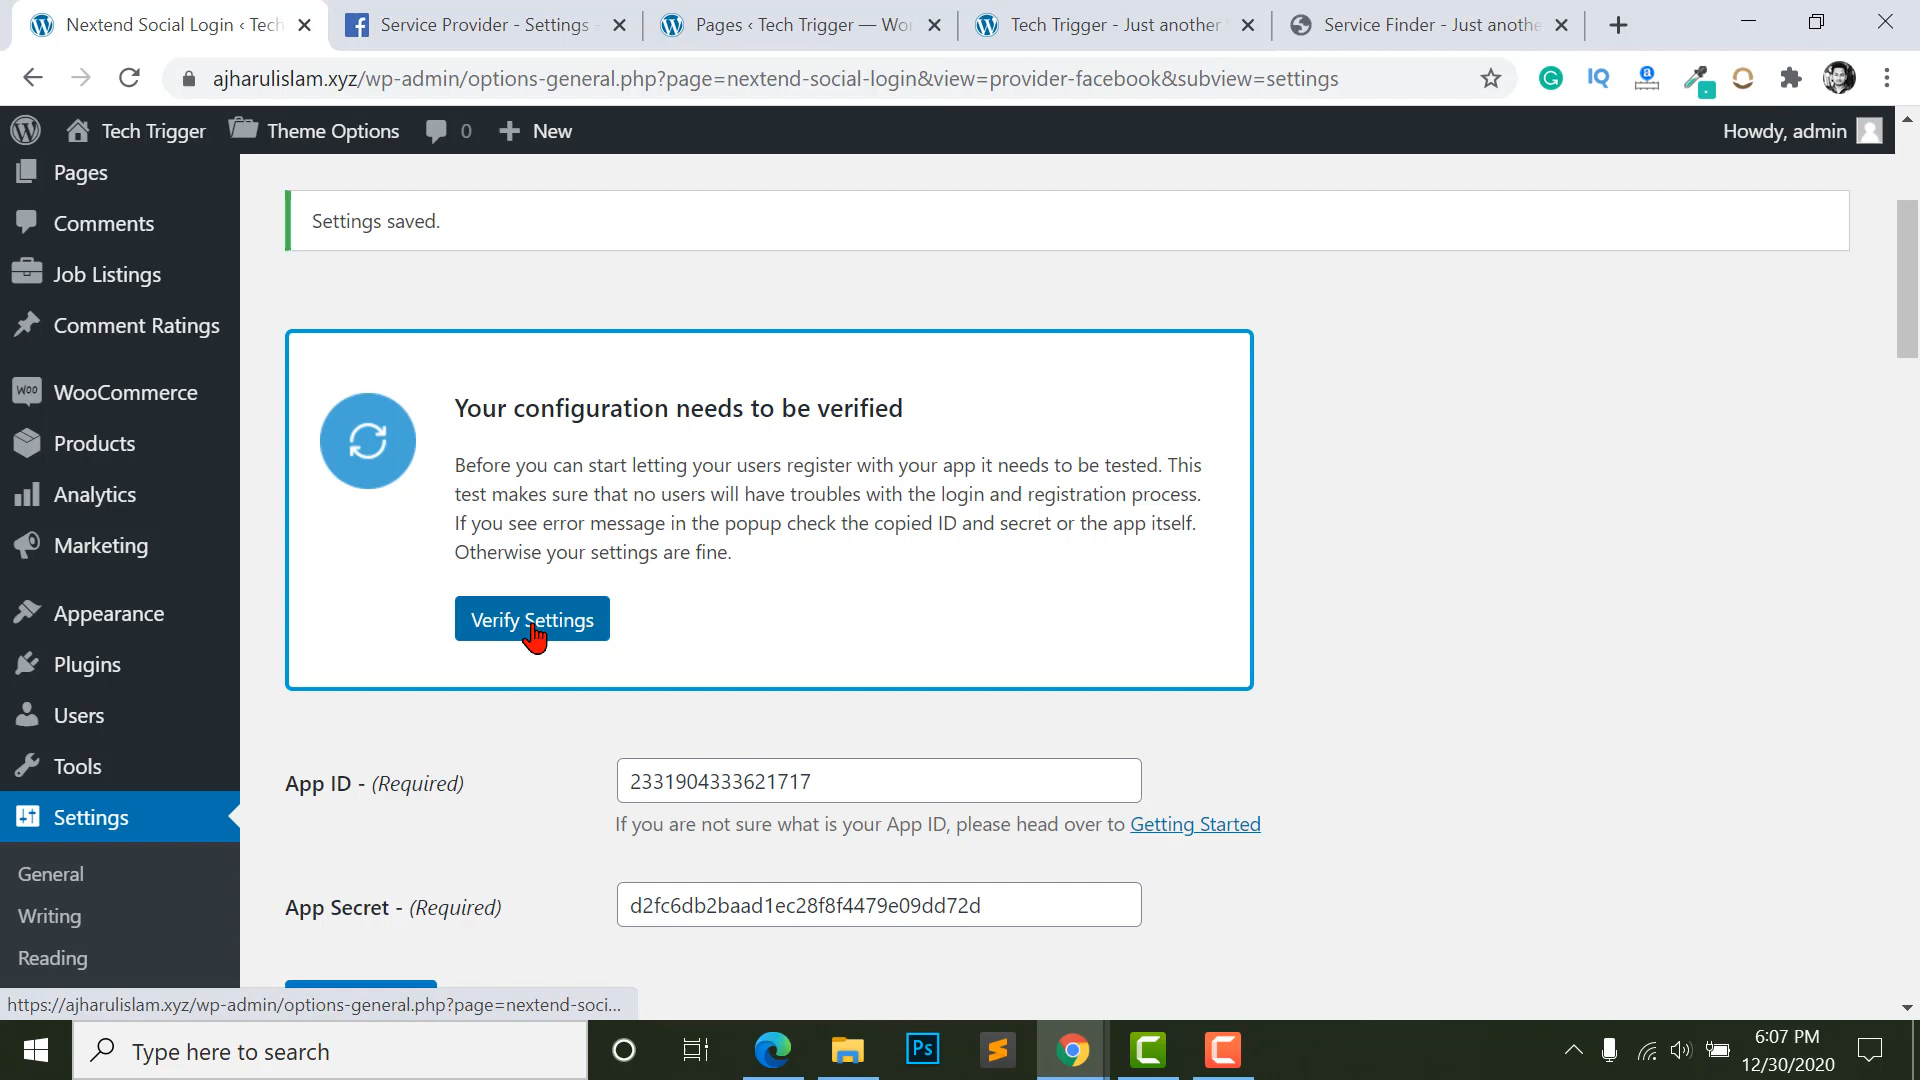 Nextend Social Login ‹ Tech
Service Provider - Settings -
Pages ‹ Tech Trigger — Wor
Tech Trigger - Just another
Service Finder - Just anothe
ajharulislam.xyz/wp-admin/options-general.php?page=nextend-social-login&view=provider-facebook&subview=settings
Tech Trigger
Theme Options
0
New
Howdy, admin
Pages
Comments
Job Listings
Comment Ratings
WooCommerce
Products
Analytics
Marketing
Appearance
Plugins
Users
Tools
Settings
General
Writing
Reading
Settings saved.
Your configuration needs to be verified
Before you can start letting your users register with your app it needs to be tested. This
test makes sure that no users will have troubles with the login and registration process.
If you see error message in the popup check the copied ID and secret or the app itself.
Otherwise your settings are fine.
Verify Settings
App ID - (Required)
2331904333621717
If you are not sure what is your App ID, please head over to Getting Started
App Secret - (Required)
d2fc6db2baad1ec28f8f4479e09dd72d
https://ajharulislam.xyz/wp-admin/options-general.php?page=nextend-soci...
Type here to search
Ps
6:07 PM
12/30/2020